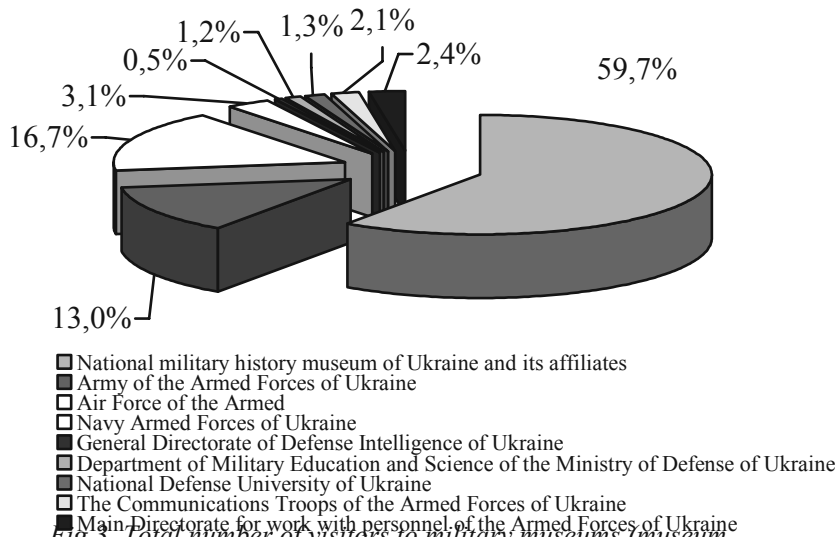 1,2%
1,3%
2,1%
0,5%
2,4%
59,7%
3,1%
16,7%
13,0%
National military history museum of Ukraine and its affiliates
Army of the Armed Forces of Ukraine
Air Force of the Armed
Navy Armed Forces of Ukraine
General Directorate of Defense Intelligence of Ukraine
Department of Military Education and Science of the Ministry of Defense of Ukraine
National Defense University of Ukraine
The Communications Troops of the Armed Forces of Ukraine
Main Directorate for work with personnel of the Armed Forces of Ukraine
Fig 3. Total number of visitors to military museums (museum